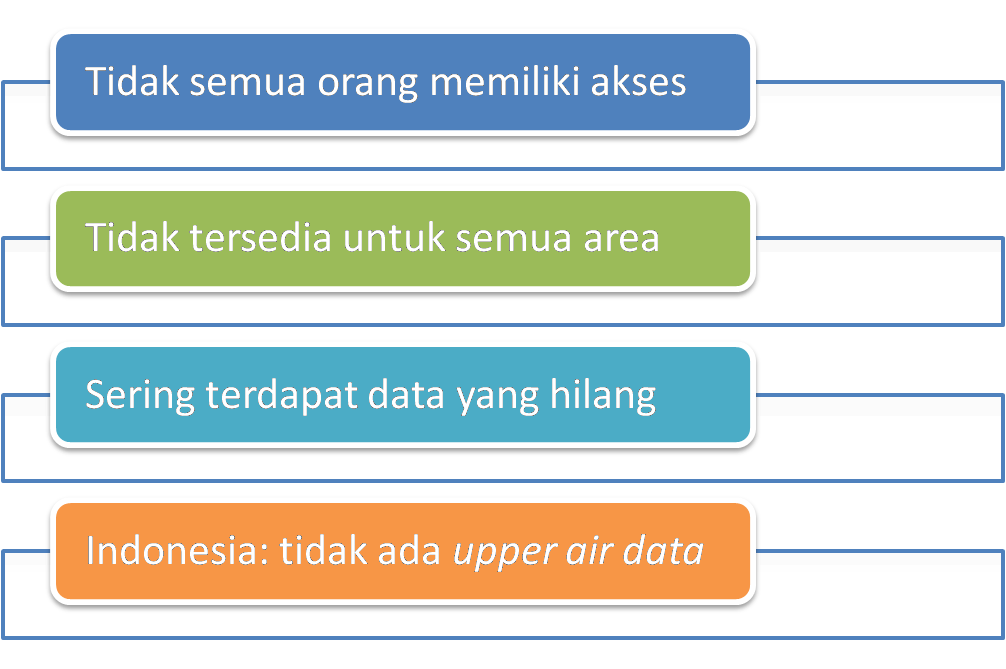 Tidak semua orang memiliki akses
Tidak tersedia untuk semua area
Sering terdapat data yang hilang
Indonesia: tidak ada upper air data